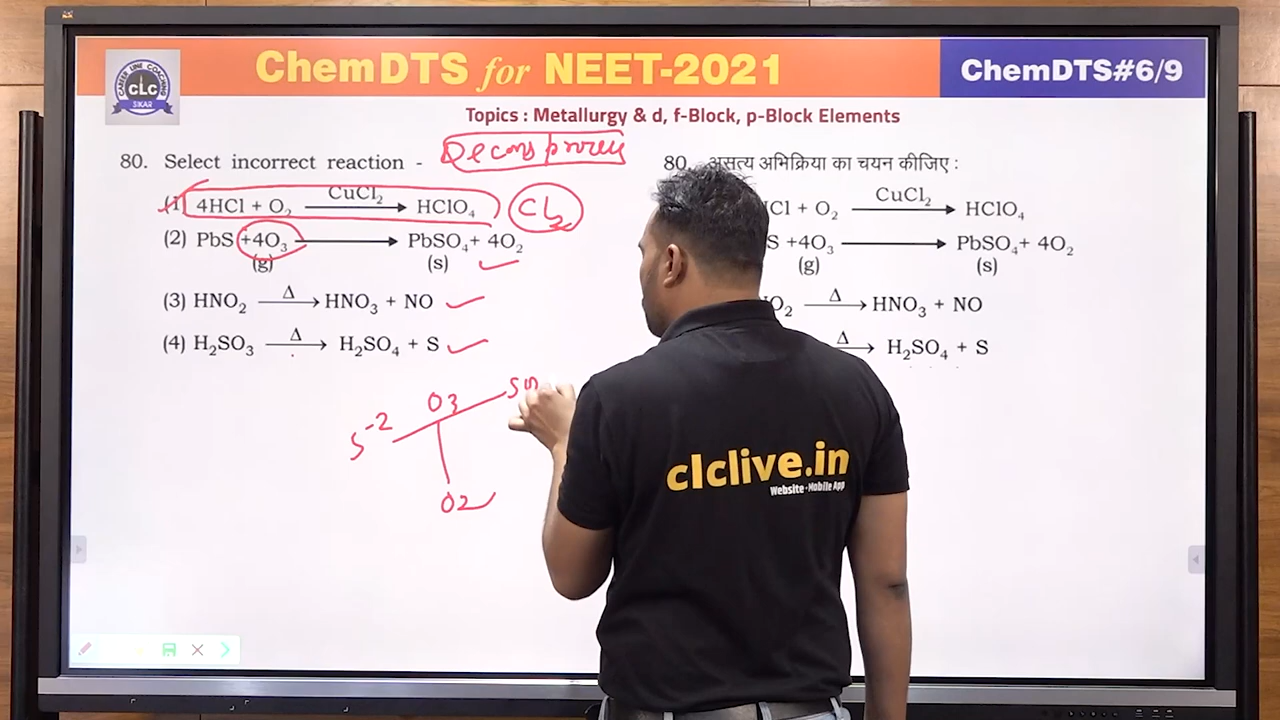 ChemDTS for NEET-2021
ChemDTS#6/9
CAREER LINE COACHING
CLC
SIKAR
Topics : Metallurgy & d, f-Block, p-Block Elements
80. Select incorrect reaction -
(1) 4HCl + O₂ —CuCl₂→ HClO₄
Cl₂
(2) PbS +4O₃ ⟶ PbSO₄+ 4O₂
(g) (s)
(3) HNO₂ —Δ→ HNO₃ + NO
(4) H₂SO₃ —Δ→ H₂SO₄ + S
S⁻² O₃
O₂
80. असत्य अभिक्रिया का चयन कीजिए :
Cl + O₂ —CuCl₂→ HClO₄
S +4O₃ ⟶ PbSO₄+ 4O₂
(g) (s)
O₂ —Δ→ HNO₃ + NO
Δ→ H₂SO₄ + S
clclive.in
Website • Mobile App